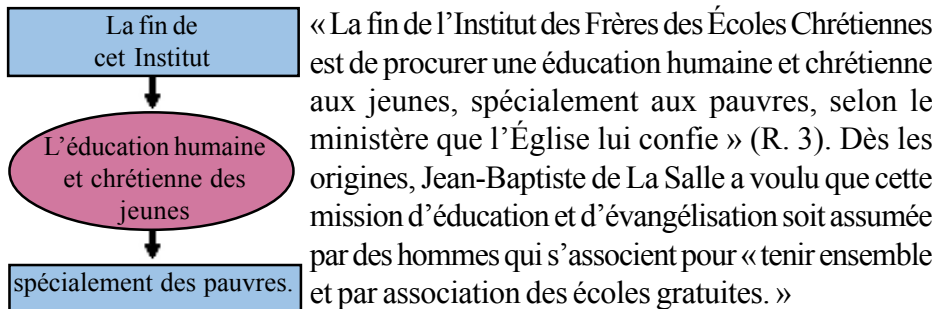 La fin de
cet Institut
L'éducation humaine
et chrétienne des
jeunes
spécialement des pauvres.
« La fin de l'Institut des Frères des Écoles Chrétiennes
est de procurer une éducation humaine et chrétienne
aux jeunes, spécialement aux pauvres, selon le
ministère que l'Église lui confie » (R. 3). Dès les
origines, Jean-Baptiste de La Salle a voulu que cette
mission d'éducation et d'évangélisation soit assumée
par des hommes qui s'associent pour « tenir ensemble
et par association des écoles gratuites. »